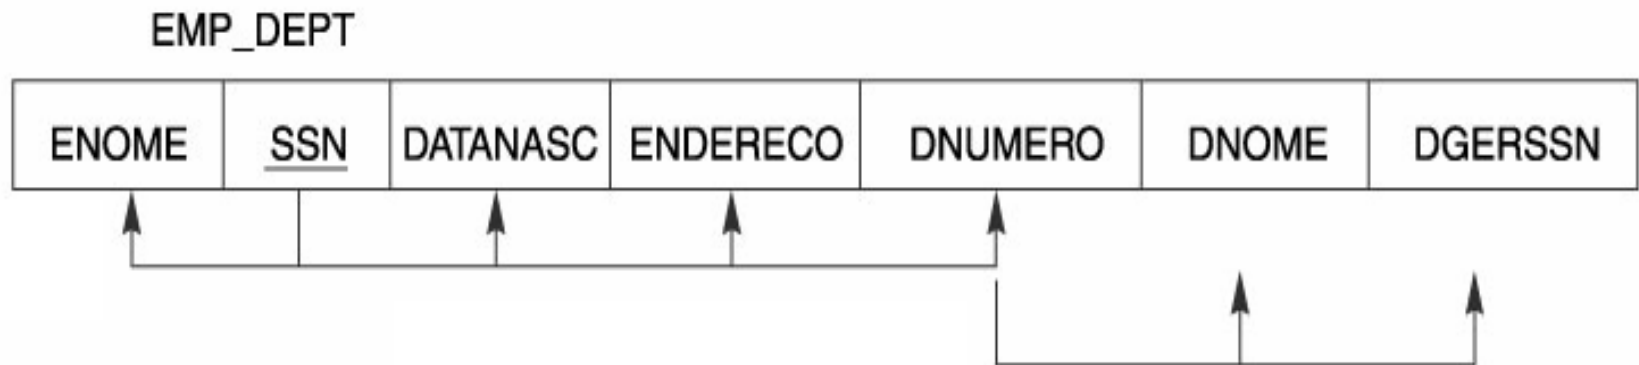 EMP_DEPT
ENOME SSN DATANASC ENDERECO DNUMERO DNOME DGERSSN